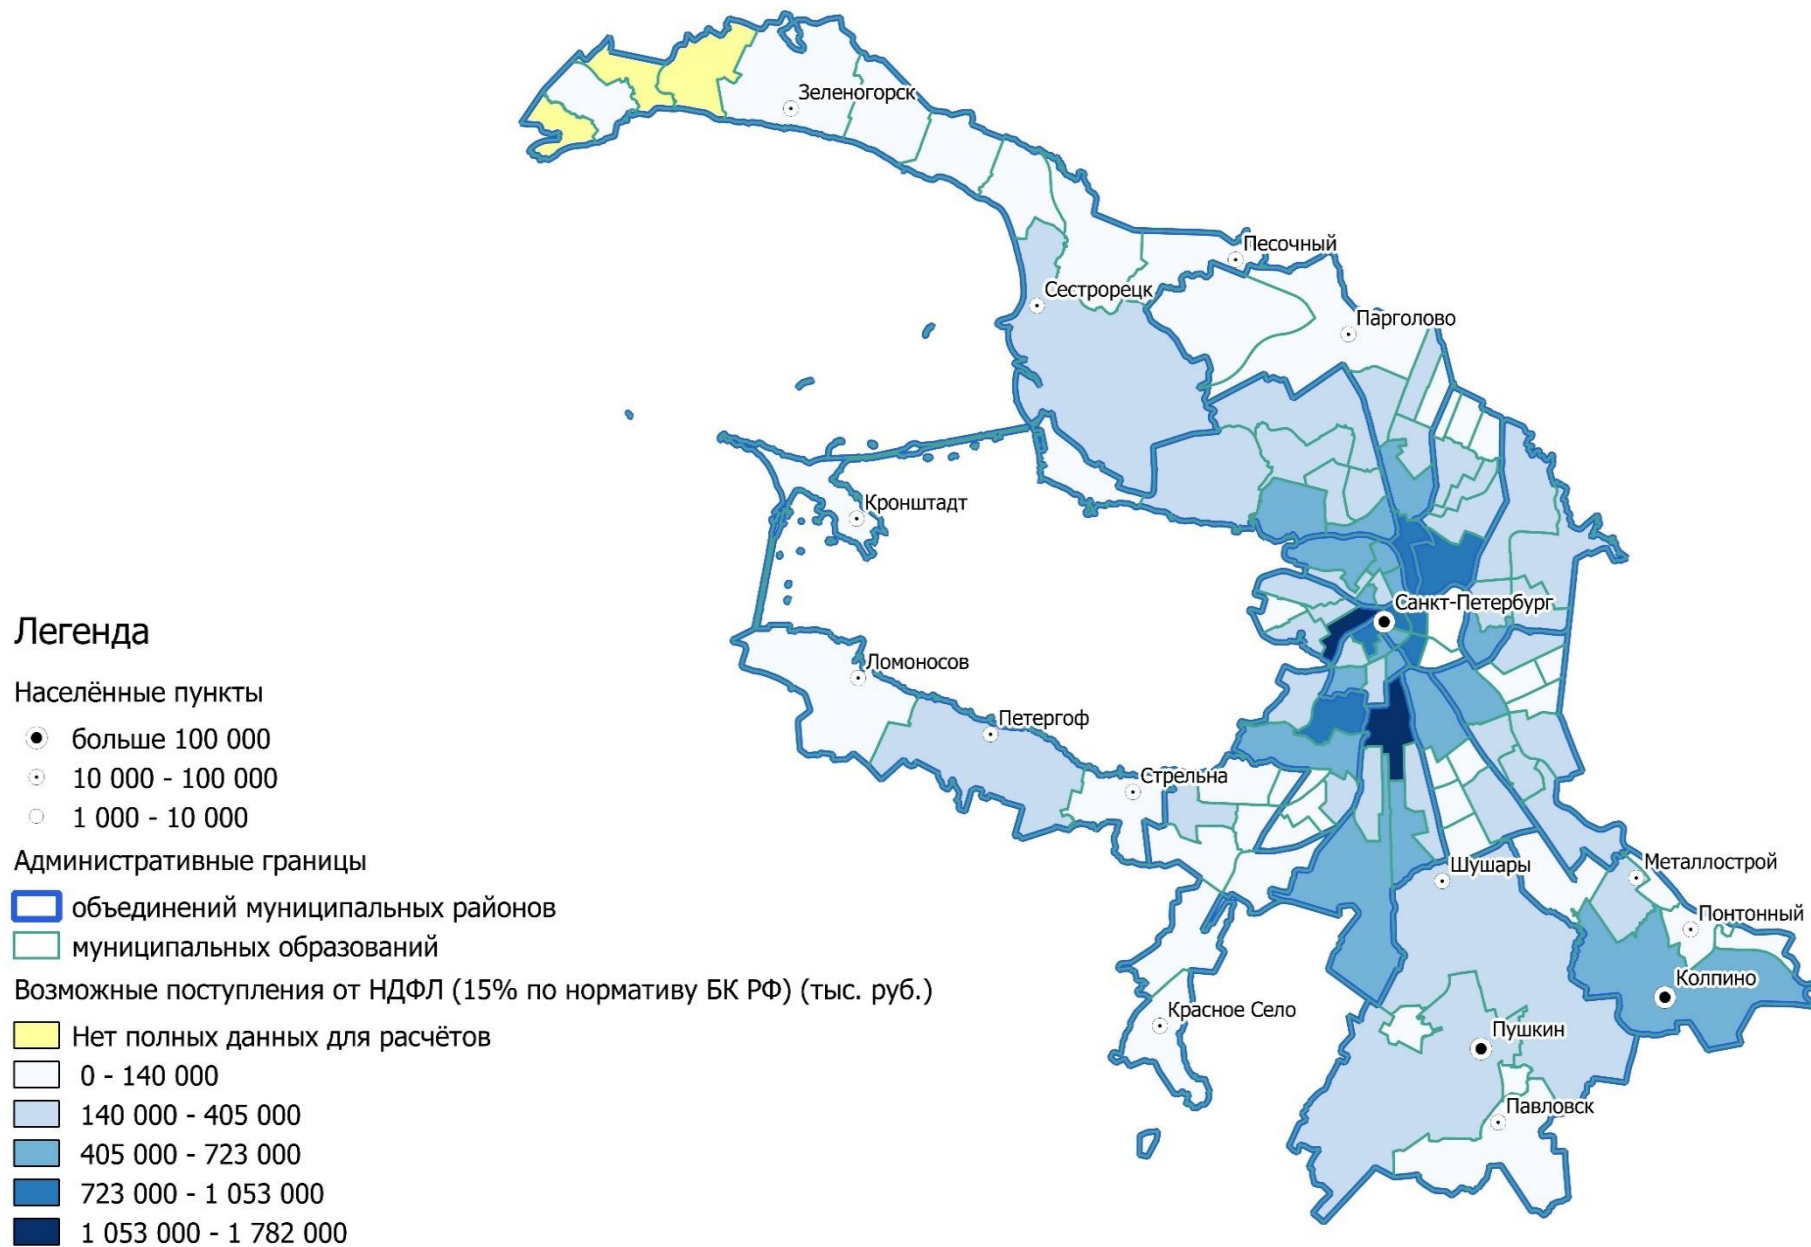 Зеленогорск
Песочный
Сестрорецк
Парголово
Кронштадт
Санкт-Петербург
Ломоносов
Петергоф
Стрельна
Шушары
Металлострой
Понтонный
Колпино
Красное Село
Пушкин
Павловск
Легенда
Населённые пункты
больше 100 000
10 000 - 100 000
1 000 - 10 000
Административные границы
объединений муниципальных районов
муниципальных образований
Возможные поступления от НДФЛ (15% по нормативу БК РФ) (тыс. руб.)
Нет полных данных для расчётов
0 - 140 000
140 000 - 405 000
405 000 - 723 000
723 000 - 1 053 000
1 053 000 - 1 782 000